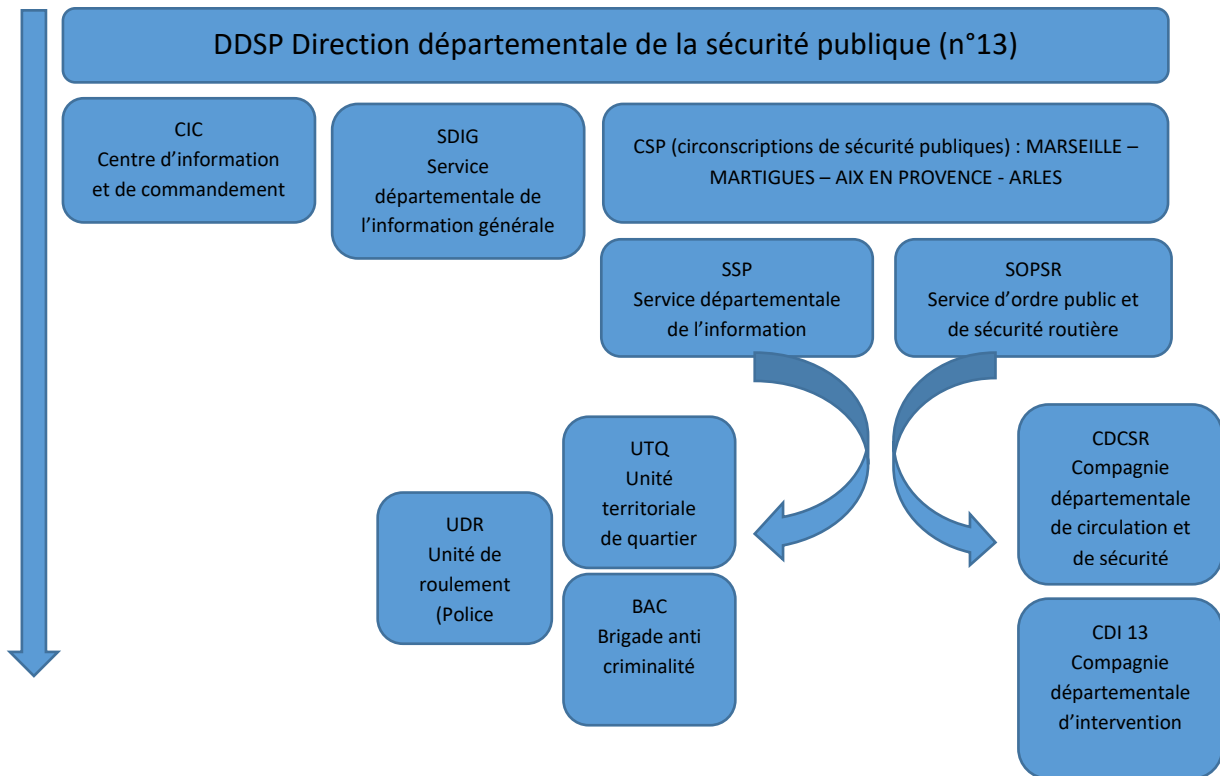 DDSP Direction départementale de la sécurité publique (n°13)
CIC
Centre d'information
et de commandement
SDIG
Service
départementale de
l'information générale
CSP (circonscriptions de sécurité publiques) : MARSEILLE –
MARTIGUES – AIX EN PROVENCE - ARLES
SSP
Service départementale
de l'information
SOPSR
Service d'ordre public et
de sécurité routière
UTQ
Unité
territoriale
de quartier
UDR
Unité de
roulement
(Police
BAC
Brigade anti
criminalité
CDCSR
Compagnie
départementale
de circulation et
de sécurité
CDI 13
Compagnie
départementale
d'intervention